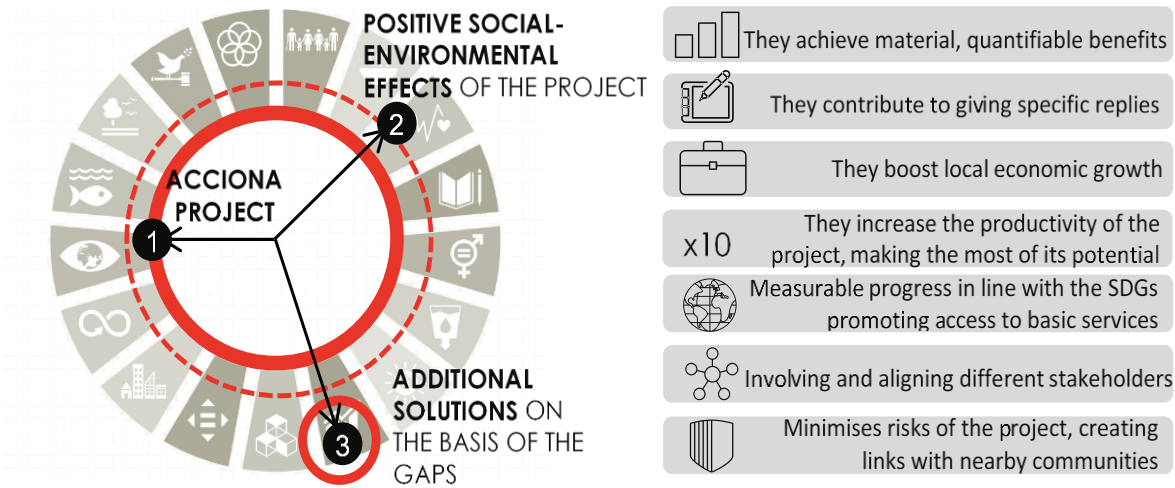 POSITIVE SOCIAL-
ENVIRONMENTAL
EFFECTS OF THE PROJECT
2
ACCIONA
PROJECT
1
ADDITIONAL
SOLUTIONS ON
THE BASIS OF THE
GAPS
3
They achieve material, quantifiable benefits
They contribute to giving specific replies
They boost local economic growth
x10
They increase the productivity of the
project, making the most of its potential
Measurable progress in line with the SDGs
promoting access to basic services
Involving and aligning different stakeholders
Minimises risks of the project, creating
links with nearby communities